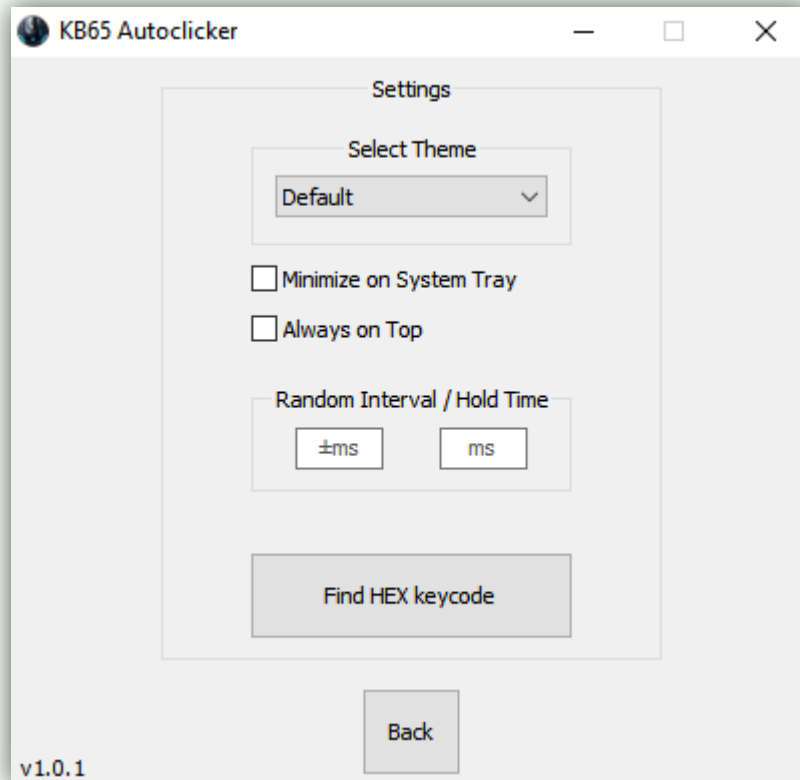 KB65 Autoclicker
Settings
Select Theme
Default
Minimize on System Tray
Always on Top
Random Interval / Hold Time
±ms ms
Find HEX keycode
Back
v1.0.1